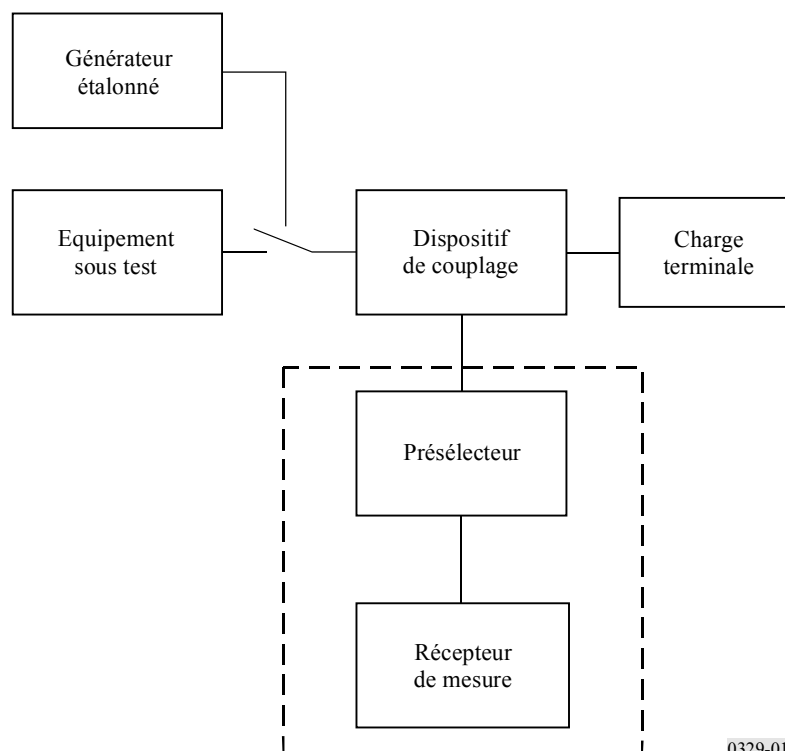 Générateur
étalonné
Equipement
sous test
Dispositif
de couplage
Charge
terminale
Présélecteur
Récepteur
de mesure
0329-01